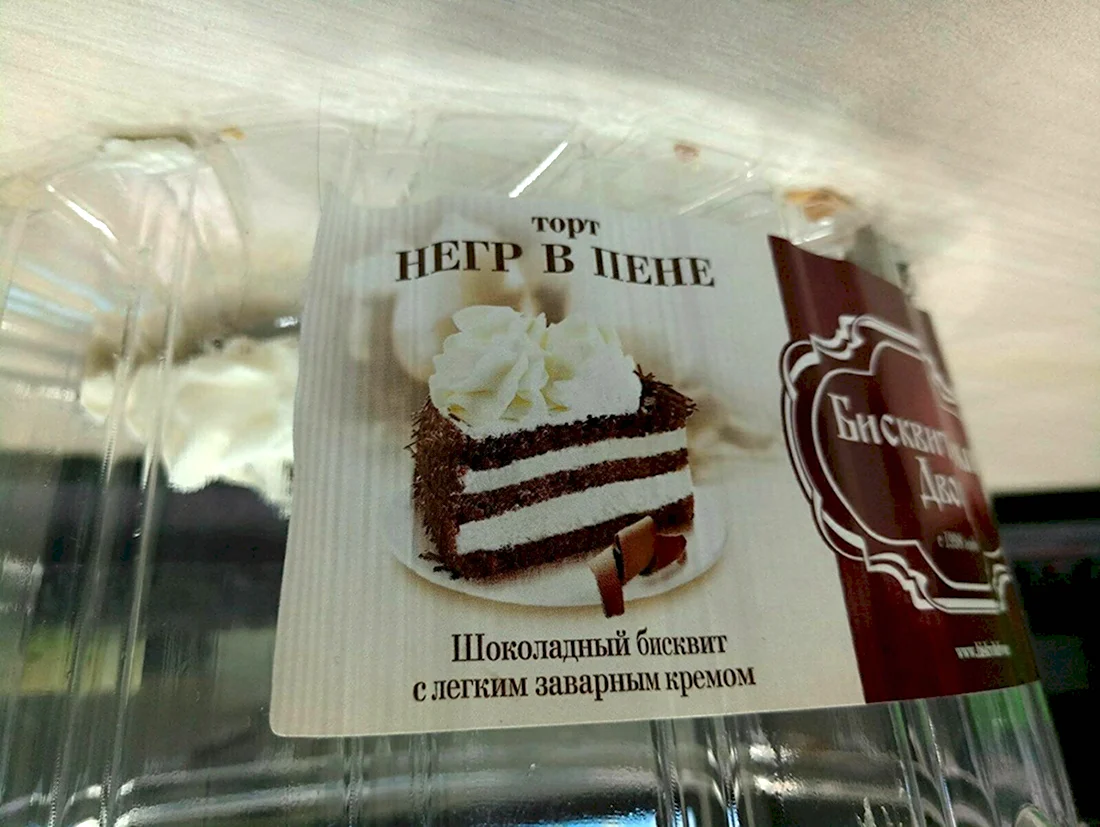 торт
НЕГР В ПЕНЕ
Шоколадный бисквит
с легким заварным кремом